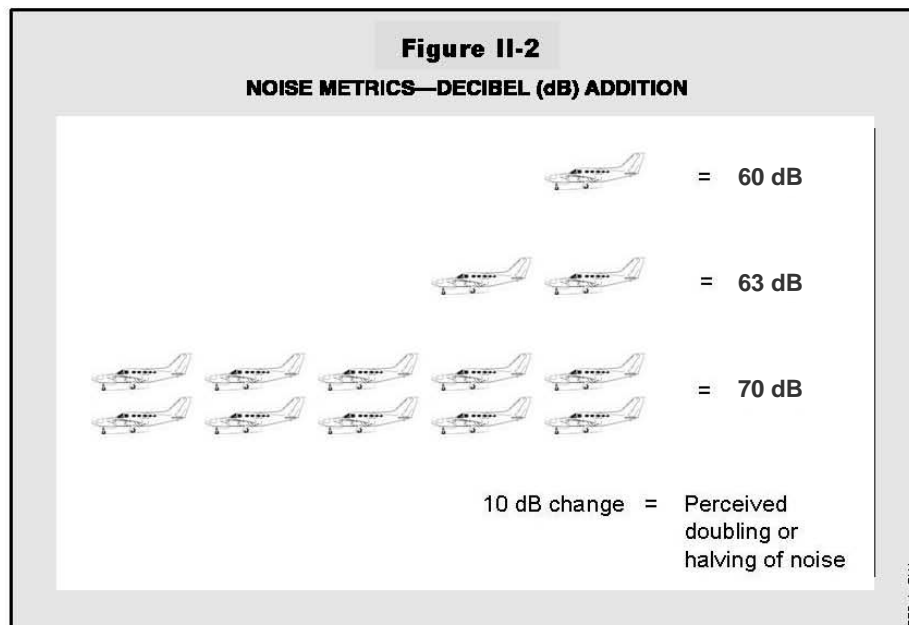 Figure II-2
NOISE METRICS—DECIBEL (dB) ADDITION
= 60 dB
= 63 dB
= 70 dB
10 dB change = Perceived
doubling or
halving of noise